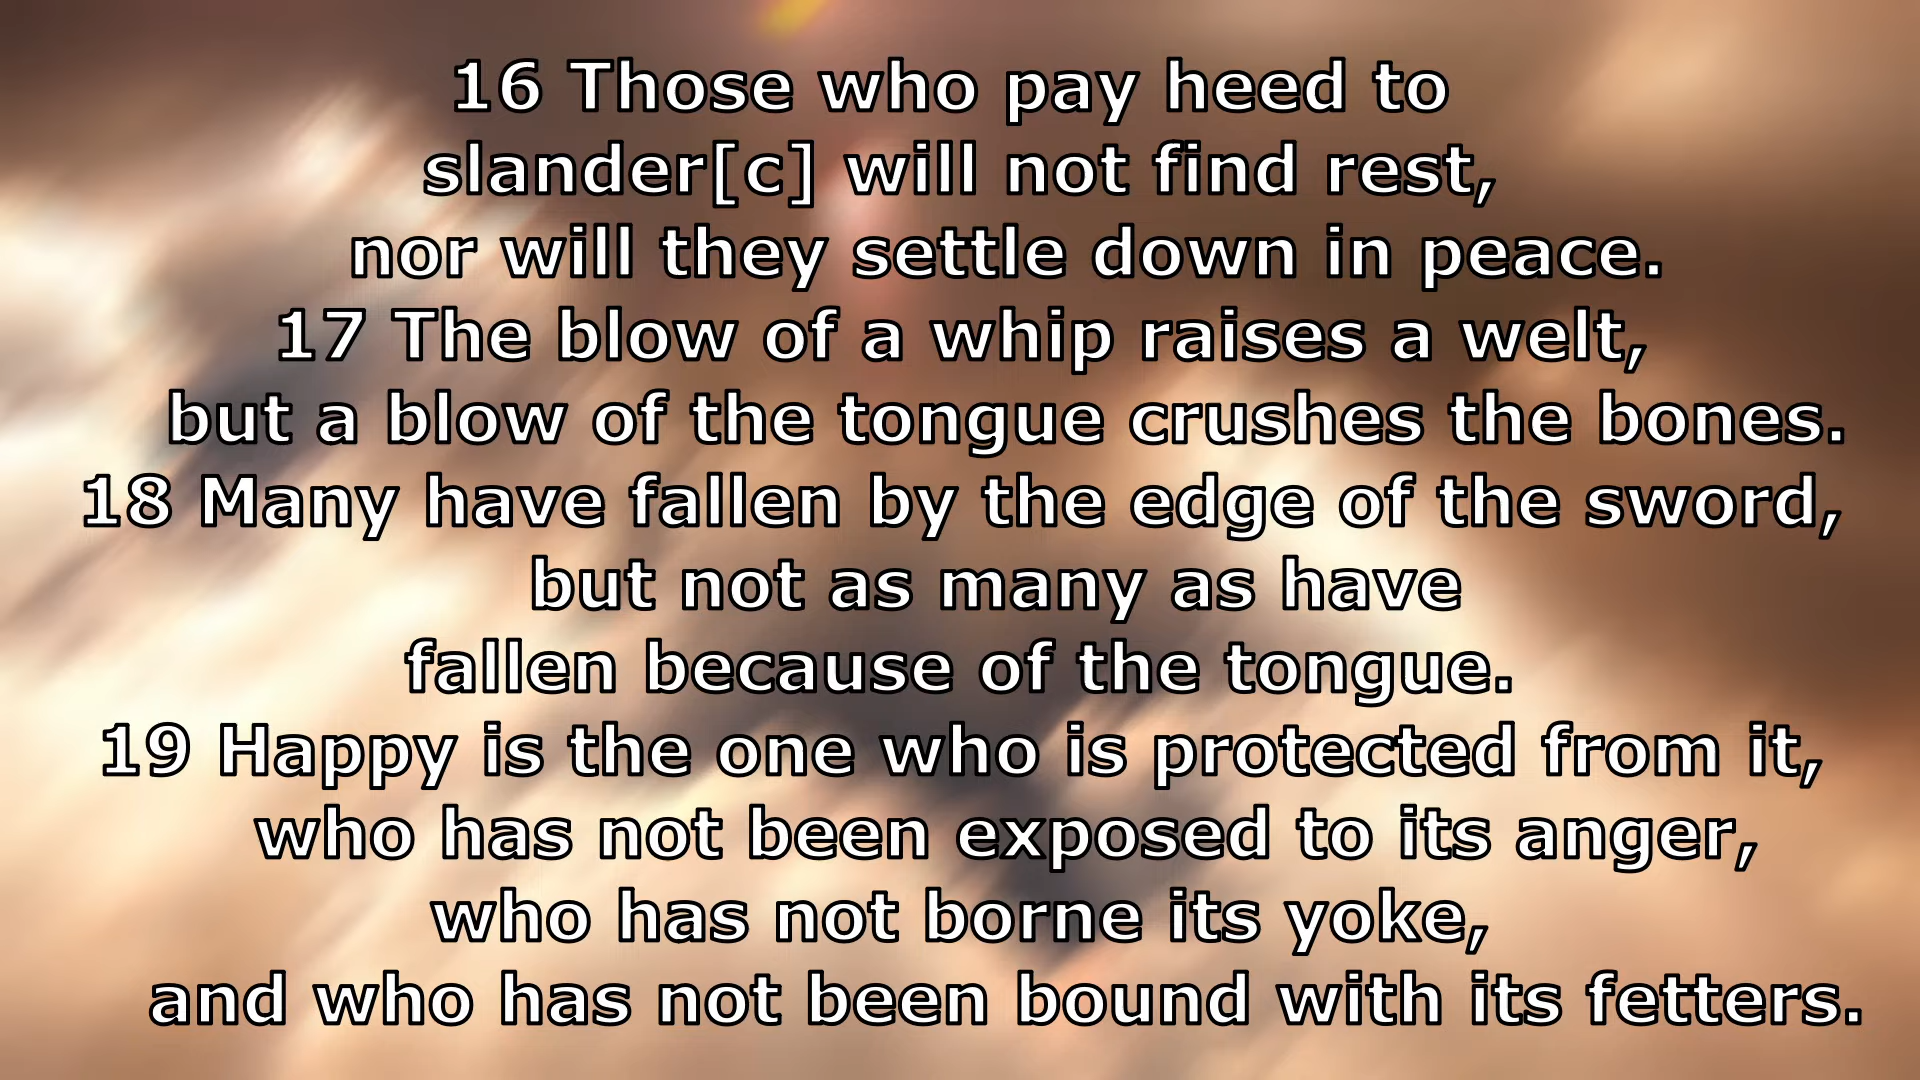 16 Those who pay heed to
slander[c] will not find rest,
nor will they settle down in peace.
17 The blow of a whip raises a welt,
but a blow of the tongue crushes the bones.
18 Many have fallen by the edge of the sword,
but not as many as have
fallen because of the tongue.
19 Happy is the one who is protected from it,
who has not been exposed to its anger,
who has not borne its yoke,
and who has not been bound with its fetters.